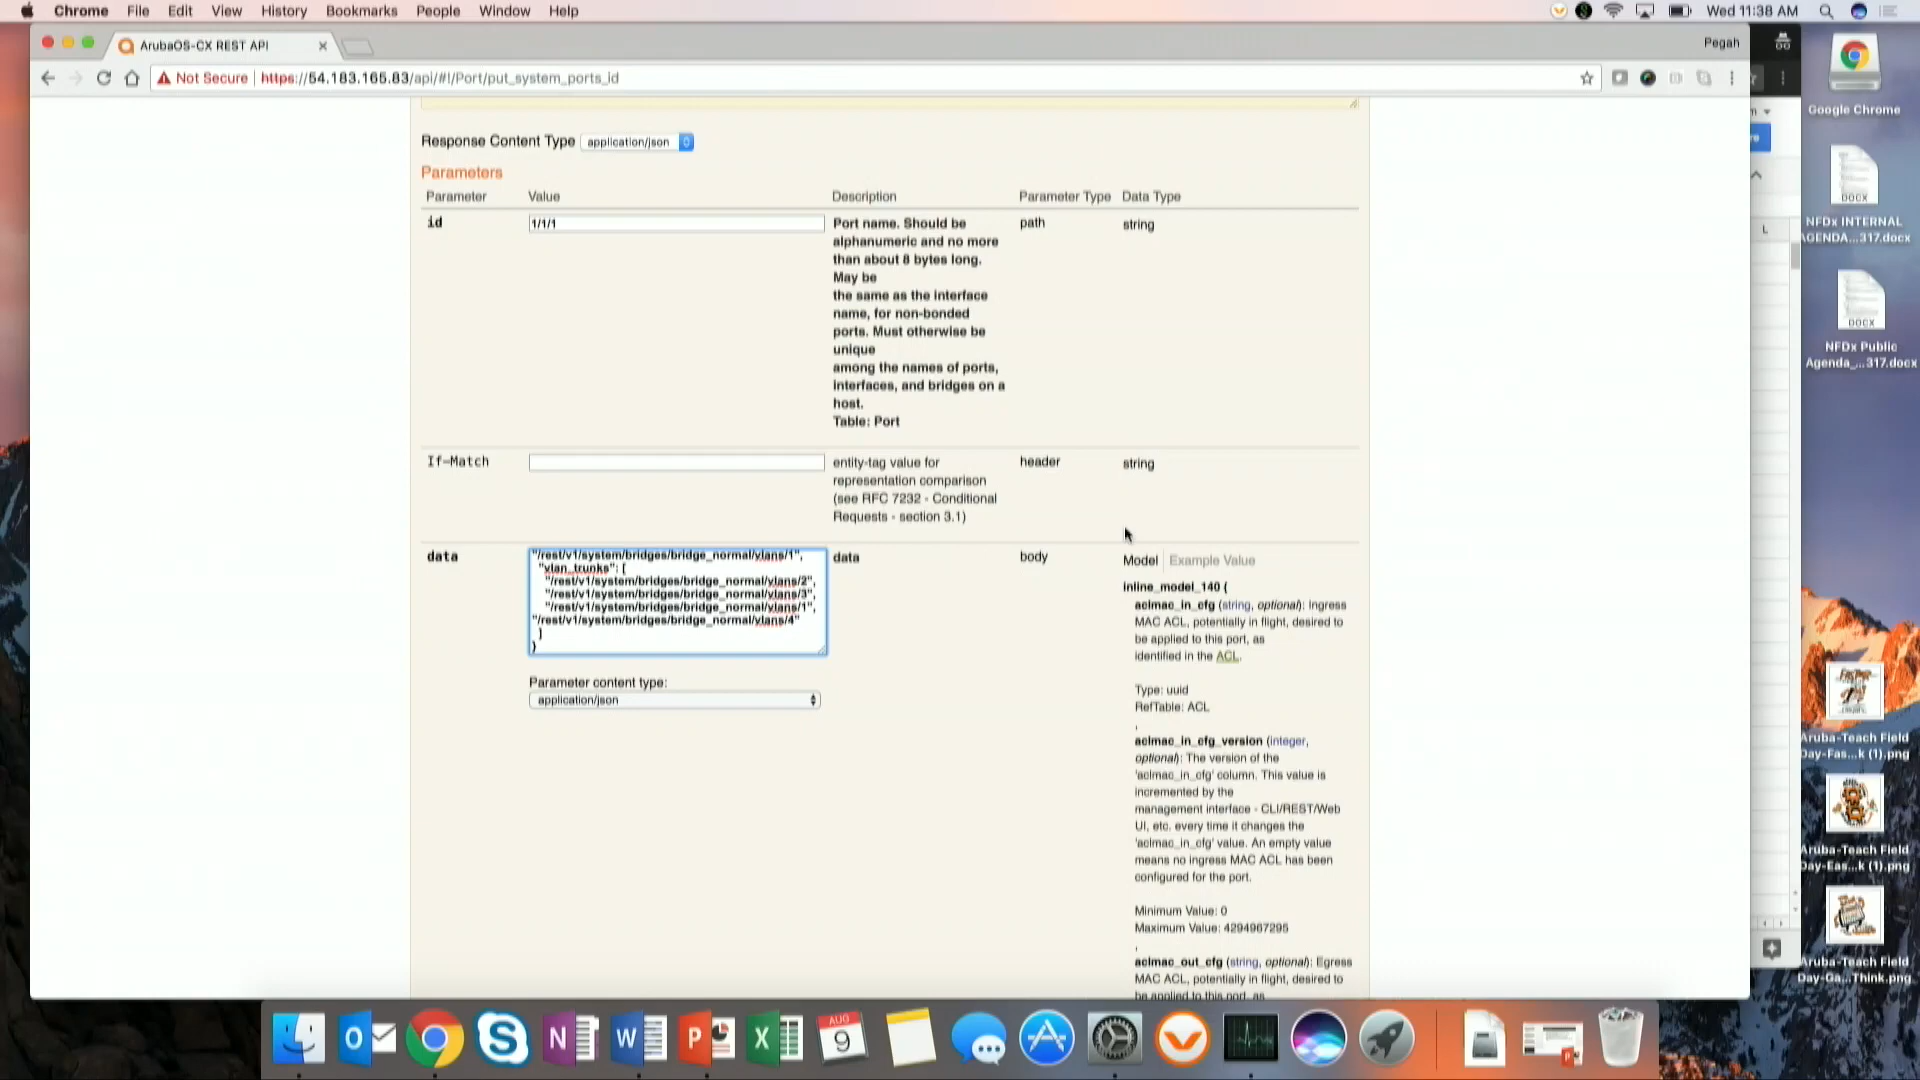 Chrome File Edit View History Bookmarks People Window Help
Wed 11:38 AM
ArubaOS-CX REST API
Pegah
Not Secure https://54.183.165.83/api/#!/Port/put_system_ports_id
Response Content Type application/json
Parameters
Parameter Value Description Parameter Type Data Type
id 1/1/1 Port name. Should be path string
alphanumeric and no more
than about 8 bytes long.
May be
the same as the interface
name, for non-bonded
ports. Must otherwise be
unique
among the names of ports,
interfaces, and bridges on a
host.
Table: Port
If-Match entity-tag value for header string
representation comparison
(see RFC 7232 - Conditional
Requests - section 3.1)
data data body
"/rest/v1/system/bridges/bridge_normal/vlans/1",
"vlan_trunks": [
"/rest/v1/system/bridges/bridge_normal/vlans/2",
"/rest/v1/system/bridges/bridge_normal/vlans/3",
"/rest/v1/system/bridges/bridge_normal/vlans/1",
"/rest/v1/system/bridges/bridge_normal/vlans/4"
]
}
Parameter content type:
application/json
Model Example Value
inline_model_140 {
aclmac_in_cfg (string, optional): Ingress
MAC ACL, potentially in flight, desired to
be applied to this port, as
identified in the ACL.
Type: uuid
RefTable: ACL
,
aclmac_in_cfg_version (integer,
optional): The version of the
'aclmac_in_cfg' column. This value is
incremented by the
management interface - CLI/REST/Web
UI, etc. every time it changes the
'aclmac_in_cfg' value. An empty value
means no ingress MAC ACL has been
configured for the port.
Minimum Value: 0
Maximum Value: 4294967295
,
aclmac_out_cfg (string, optional): Egress
MAC ACL, potentially in flight, desired to
be applied to this port, as
L
Google Chrome
DOCX
NFDx INTERNAL
AGENDA...317.docx
DOCX
NFDx Public
Agenda_...317.docx
Aruba-Teach Field
Day-Fas...k (1).png
Aruba-Teach Field
Day-Eas...k (1).png
Aruba-Teach Field
Day-Ga...Think.png
AUG
9